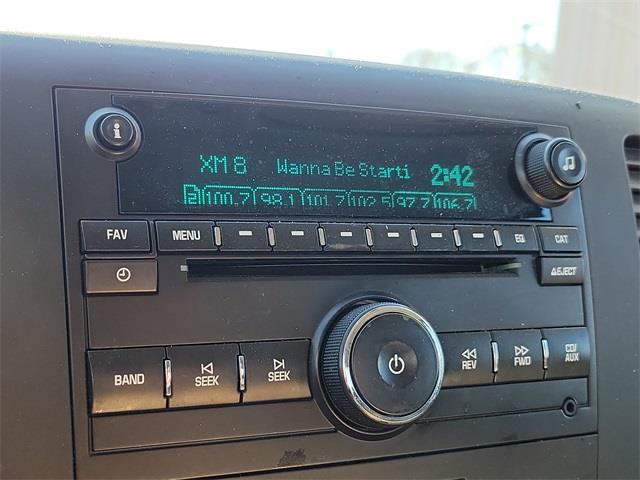 XM 8 Wanna Be Starti 2:42
2 100.7 98.1 101.7 102.5 97.7 106.7
FAV MENU EQ CAT
EJECT
BAND SEEK SEEK REV FWD CD/
AUX